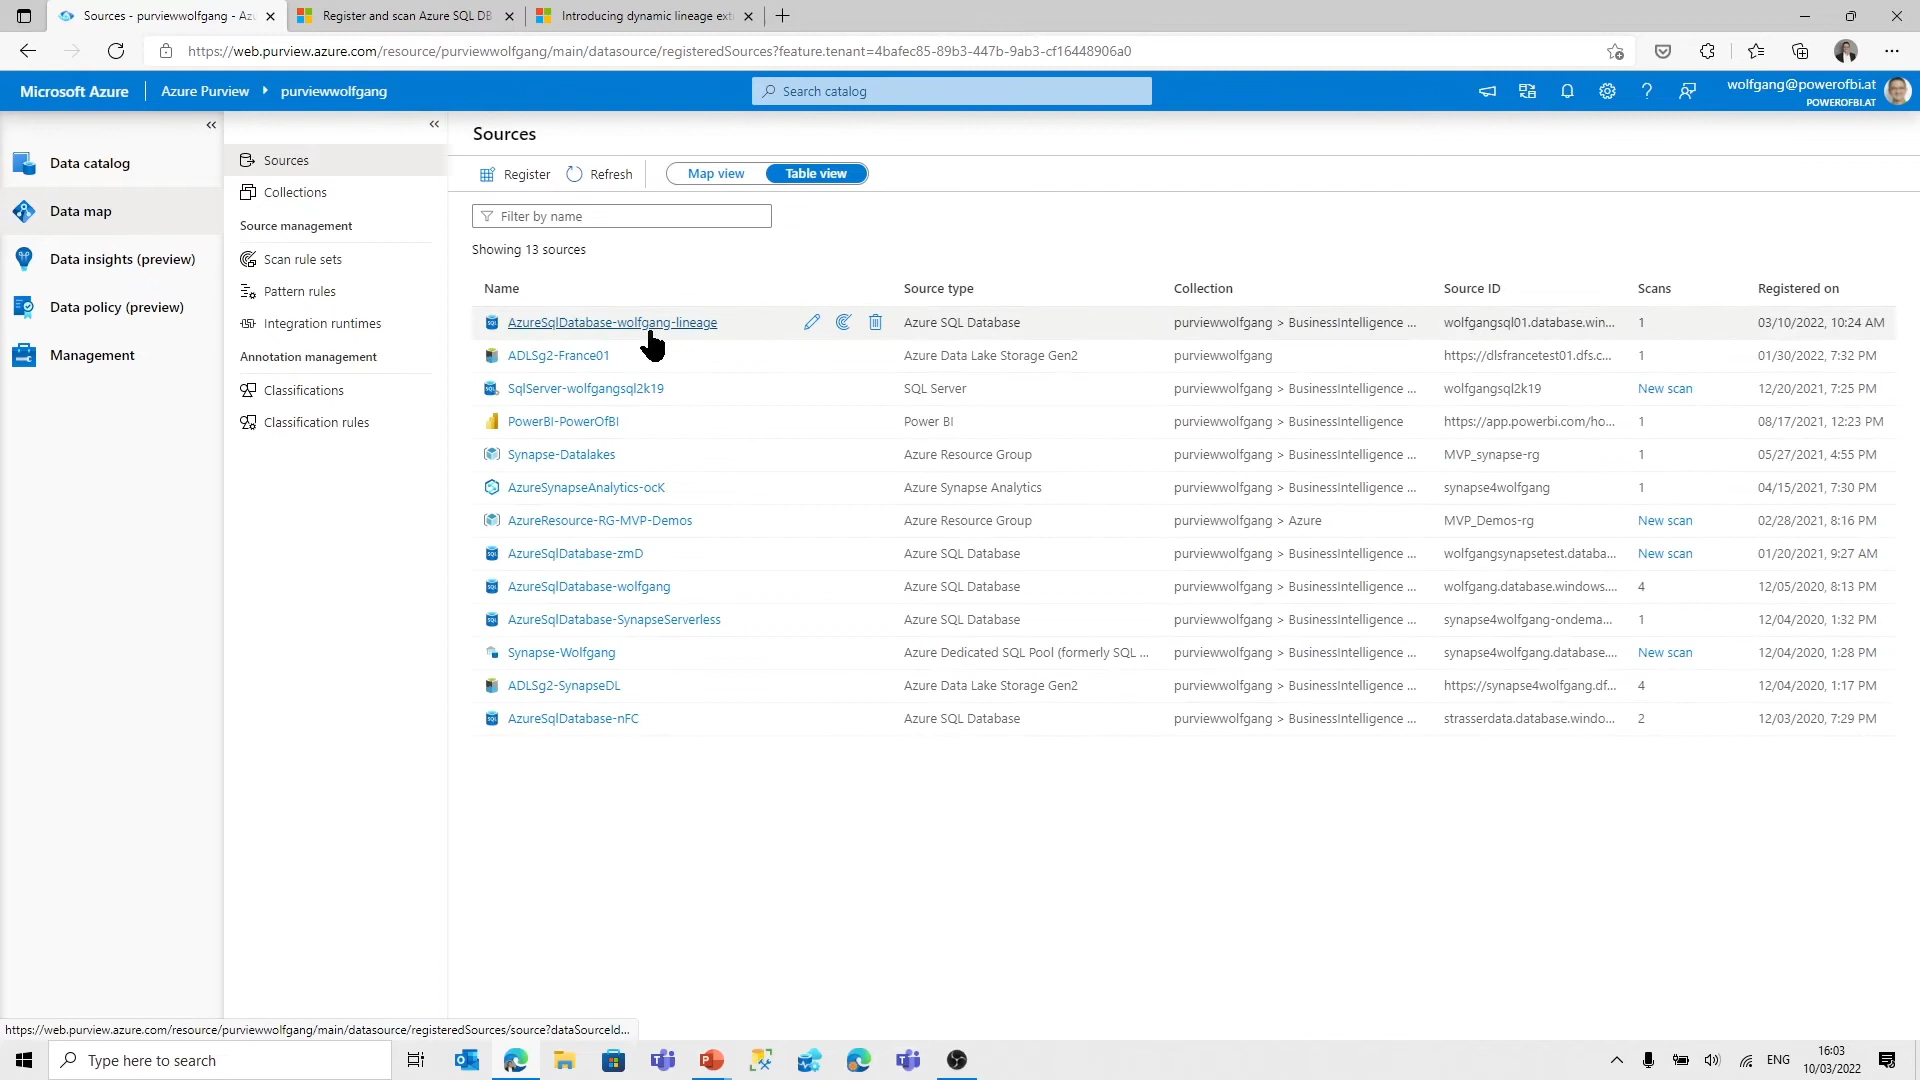 Sources - purviewwolfgang - Az
Register and scan Azure SQL DB
Introducing dynamic lineage ext
https://web.purview.azure.com/resource/purviewwolfgang/main/datasource/registeredSources?feature.tenant=4bafec85-89b3-447b-9ab3-cf16448906a0
Microsoft Azure
Azure Purview
purviewwolfgang
Search catalog
wolfgang@powerofbi.at
POWEROFBI.AT
Data catalog
Data map
Data insights (preview)
Data policy (preview)
Management
Sources
Collections
Source management
Scan rule sets
Pattern rules
Integration runtimes
Annotation management
Classifications
Classification rules
Sources
Register
Refresh
Map view
Table view
Filter by name
Showing 13 sources
Name Source type Collection Source ID Scans Registered on
AzureSqlDatabase-wolfgang-lineage Azure SQL Database purviewwolfgang > BusinessIntelligence ... wolfgangsql01.database.win... 1 03/10/2022, 10:24 AM
ADLSg2-France01 Azure Data Lake Storage Gen2 purviewwolfgang https://dlsfrancetest01.dfs.c... 1 01/30/2022, 7:32 PM
SqlServer-wolfgangsql2k19 SQL Server purviewwolfgang > BusinessIntelligence ... wolfgangsql2k19 New scan 12/20/2021, 7:25 PM
PowerBI-PowerOfBI Power BI purviewwolfgang > BusinessIntelligence https://app.powerbi.com/ho... 1 08/17/2021, 12:23 PM
Synapse-Datalakes Azure Resource Group purviewwolfgang > BusinessIntelligence ... MVP_synapse-rg 1 05/27/2021, 4:55 PM
AzureSynapseAnalytics-ocK Azure Synapse Analytics purviewwolfgang > BusinessIntelligence ... synapse4wolfgang 1 04/15/2021, 7:30 PM
AzureResource-RG-MVP-Demos Azure Resource Group purviewwolfgang > Azure MVP_Demos-rg New scan 02/28/2021, 8:16 PM
AzureSqlDatabase-zmD Azure SQL Database purviewwolfgang > BusinessIntelligence ... wolfgangsynapsetest.databa... New scan 01/20/2021, 9:27 AM
AzureSqlDatabase-wolfgang Azure SQL Database purviewwolfgang > BusinessIntelligence ... wolfgang.database.windows.... 4 12/05/2020, 8:13 PM
AzureSqlDatabase-SynapseServerless Azure SQL Database purviewwolfgang > BusinessIntelligence ... synapse4wolfgang-ondema... 1 12/04/2020, 1:32 PM
Synapse-Wolfgang Azure Dedicated SQL Pool (formerly SQL ... purviewwolfgang > BusinessIntelligence ... synapse4wolfgang.database.... New scan 12/04/2020, 1:28 PM
ADLSg2-SynapseDL Azure Data Lake Storage Gen2 purviewwolfgang > BusinessIntelligence ... https://synapse4wolfgang.df... 4 12/04/2020, 1:17 PM
AzureSqlDatabase-nFC Azure SQL Database purviewwolfgang > BusinessIntelligence ... strasserdata.database.windo... 2 12/03/2020, 7:29 PM
https://web.purview.azure.com/resource/purviewwolfgang/main/datasource/registeredSources/source?dataSourceId...
Type here to search
ENG
16:03
10/03/2022